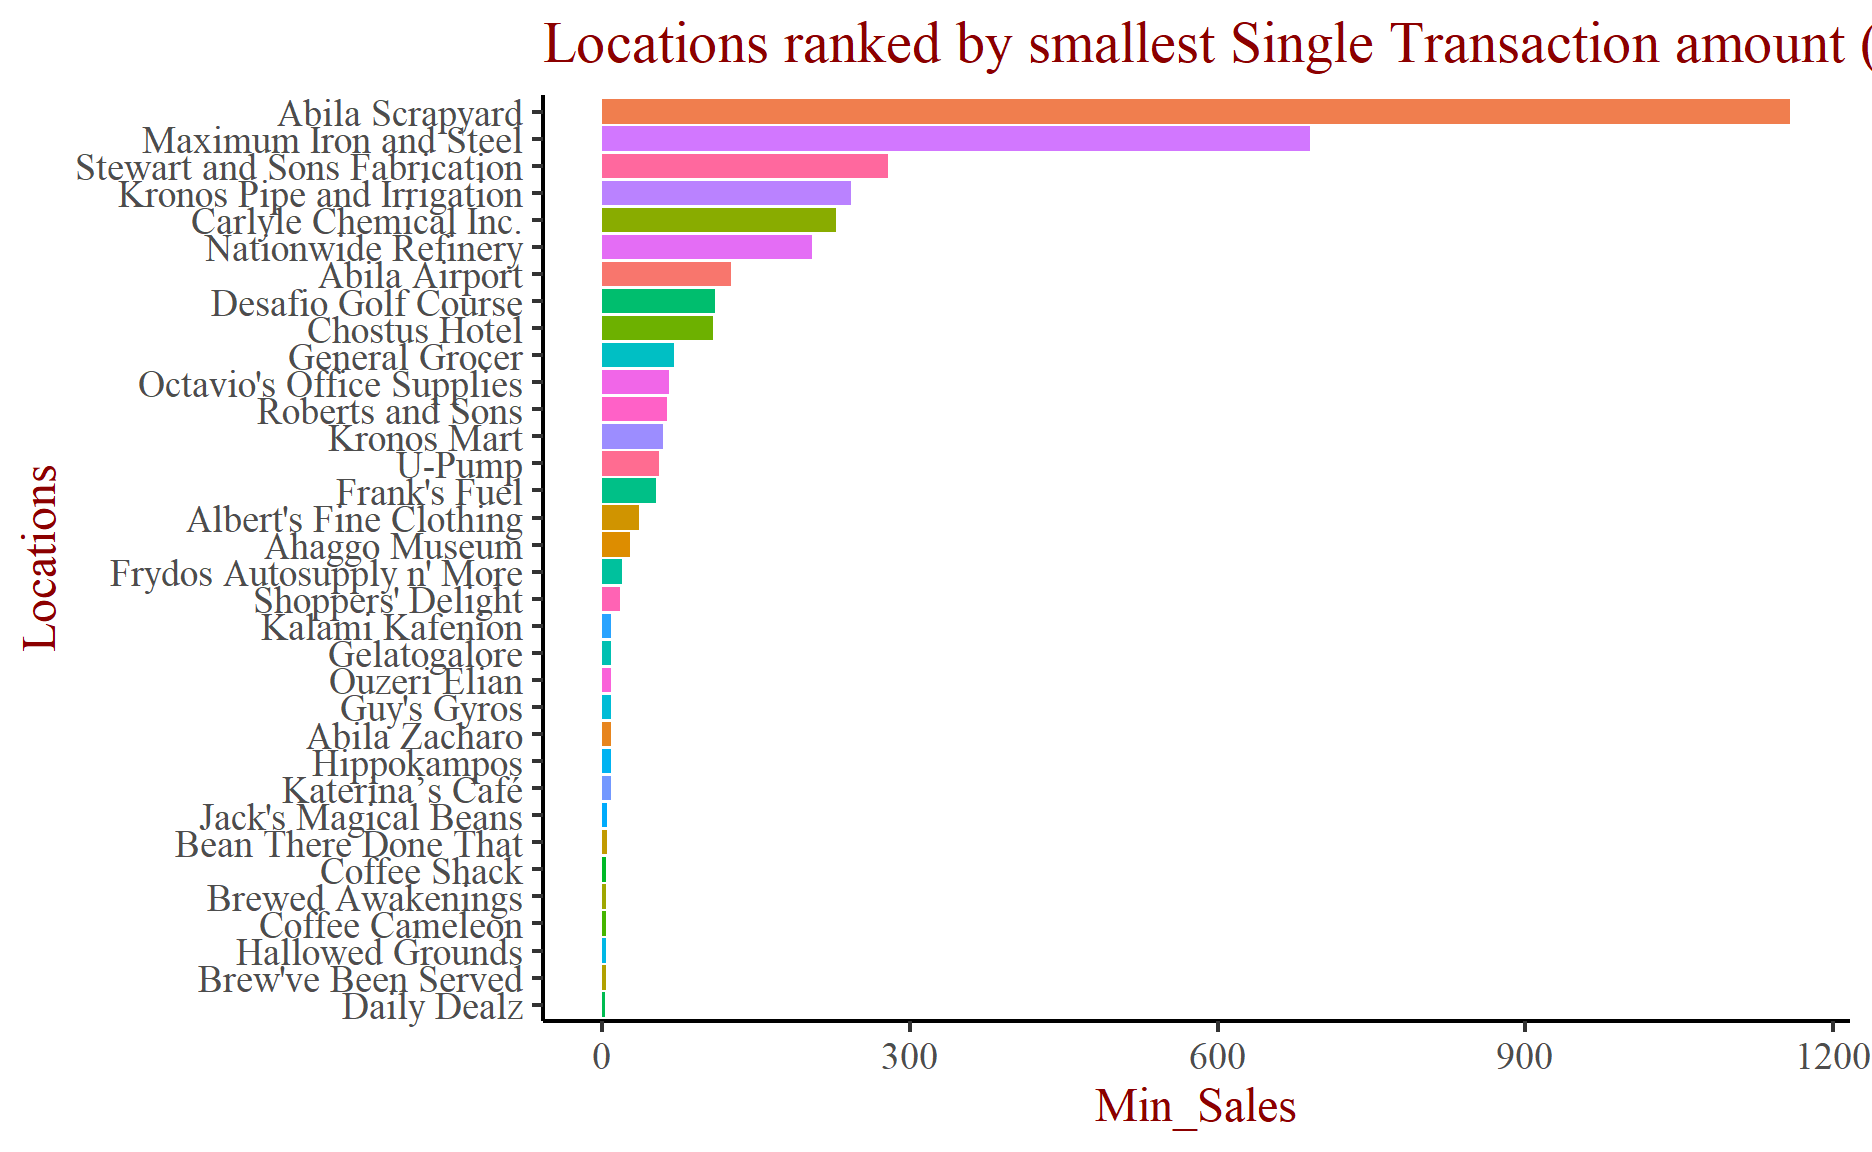 Locations ranked by smallest Single Transaction amount (
Abila Scrapyard
Maximum Iron and Steel
Stewart and Sons Fabrication
Kronos Pipe and Irrigation
Carlyle Chemical Inc.
Nationwide Refinery
Abila Airport
Desafio Golf Course
Chostus Hotel
General Grocer
Octavio's Office Supplies
Roberts and Sons
Kronos Mart
U-Pump
Frank's Fuel
Albert's Fine Clothing
Ahaggo Museum
Frydos Autosupply n' More
Shoppers' Delight
Kalami Kafenion
Gelatogalore
Ouzeri Elian
Guy's Gyros
Abila Zacharo
Hippokampos
Katerina’s Café
Jack's Magical Beans
Bean There Done That
Coffee Shack
Brewed Awakenings
Coffee Cameleon
Hallowed Grounds
Brew've Been Served
Daily Dealz
Locations
0 300 600 900 1200
Min_Sales